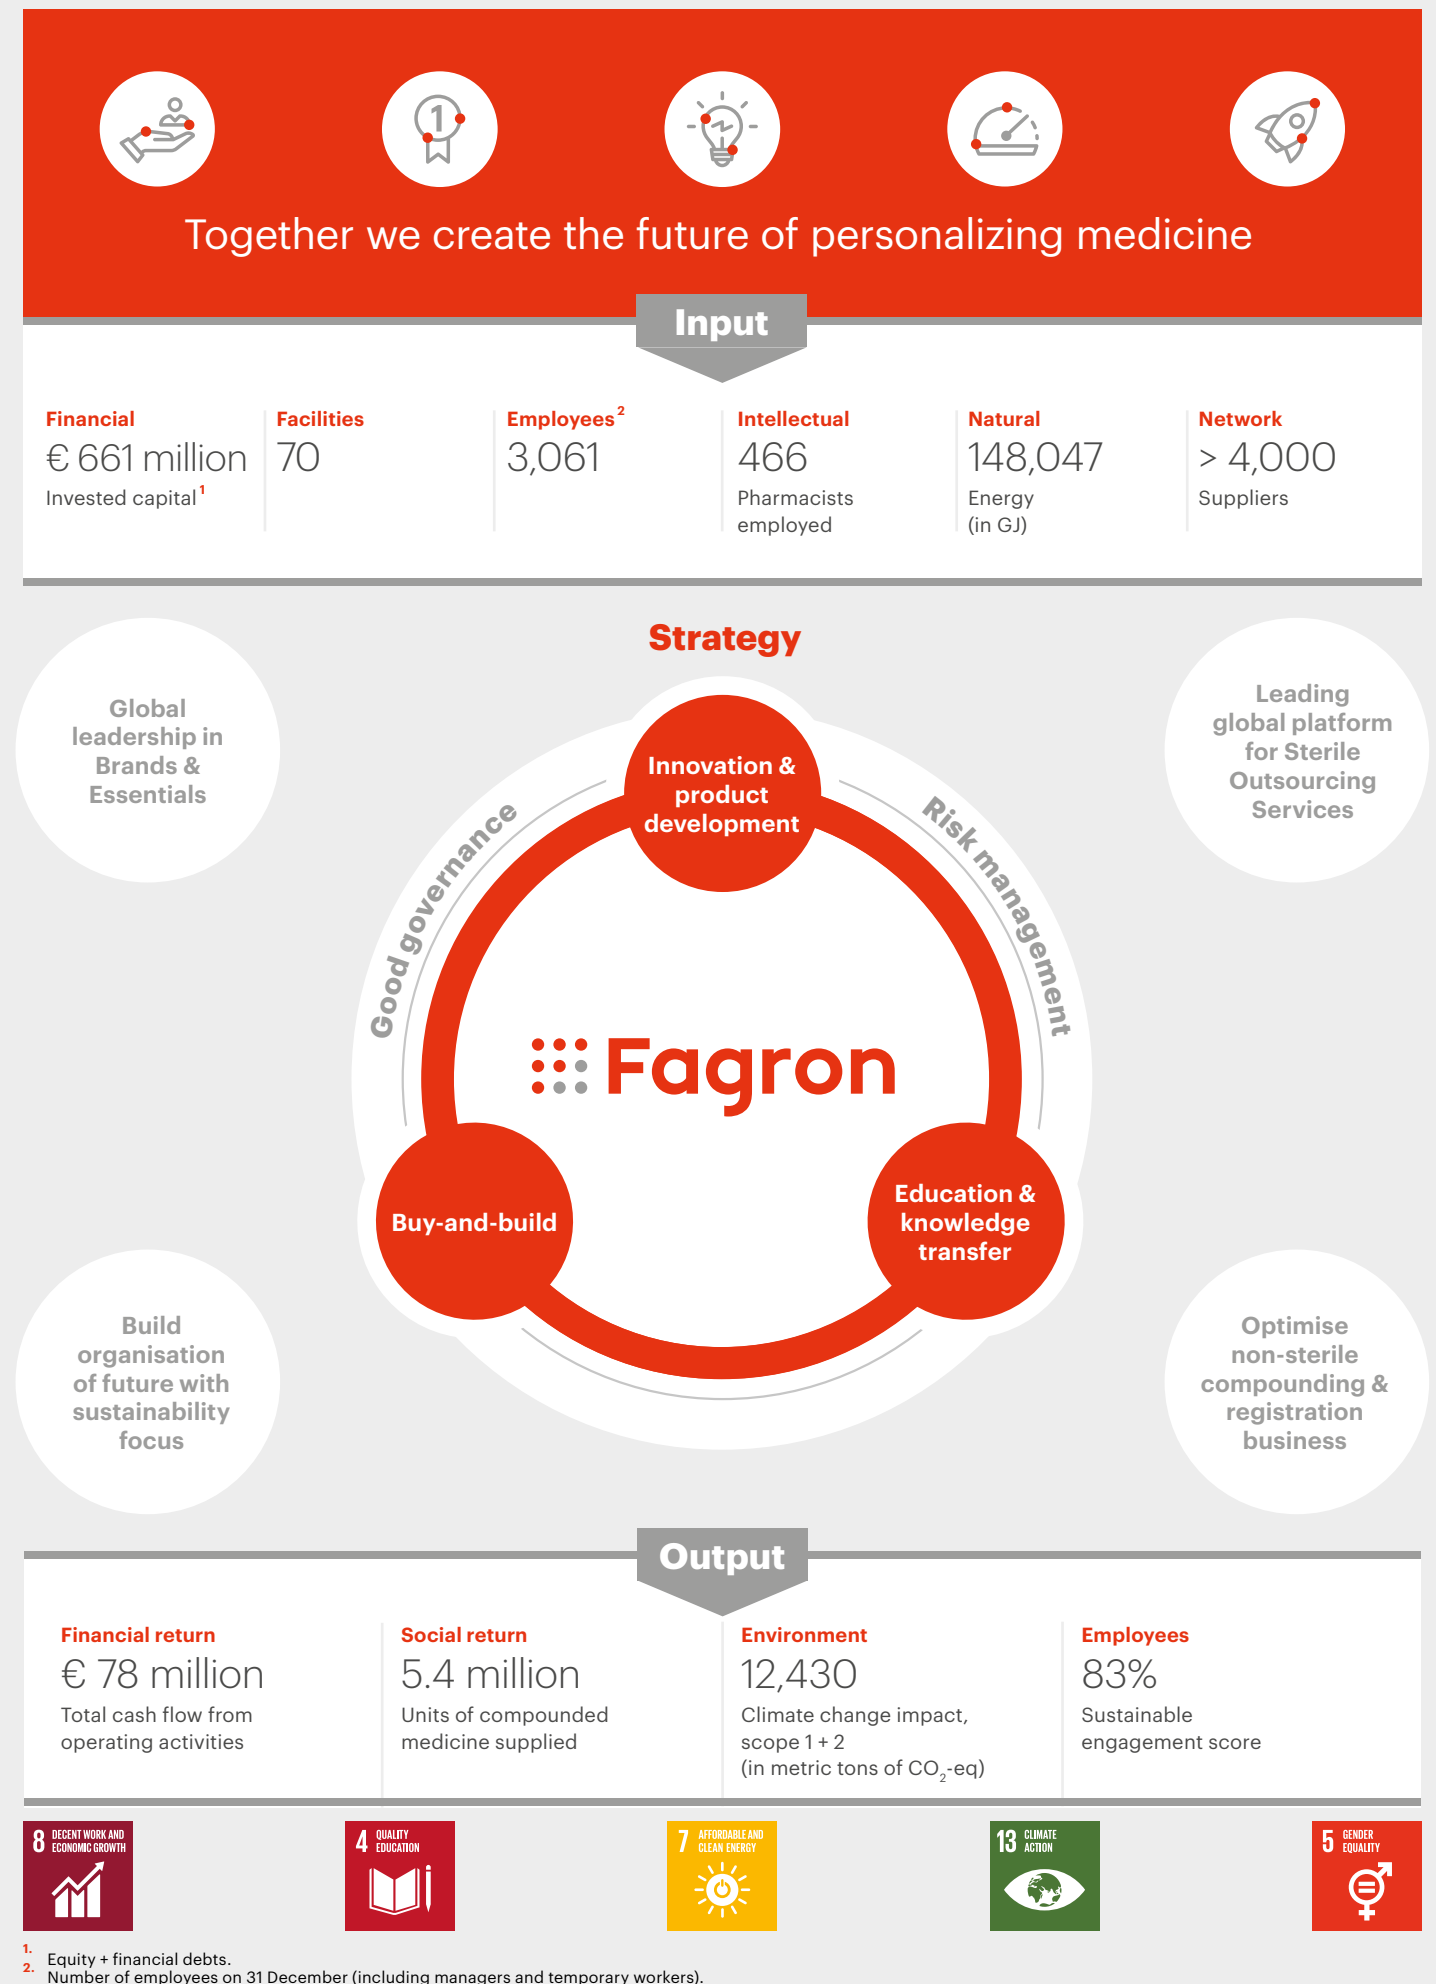 1
Together we create the future of personalizing medicine
Input
Financial
€ 661 million
Invested capital 1
Facilities
70
Employees 2
3,061
Intellectual
466
Pharmacists
employed
Natural
148,047
Energy
(in GJ)
Network
> 4,000
Suppliers
Strategy
Global
leadership in
Brands &
Essentials
Leading
global platform
for Sterile
Outsourcing
Services
Innovation &
product
development
Good governance
Risk management
Fagron
Buy-and-build
Education &
knowledge
transfer
Build
organisation
of future with
sustainability
focus
Optimise
non-sterile
compounding &
registration
business
Output
Financial return
€ 78 million
Total cash flow from
operating activities
Social return
5.4 million
Units of compounded
medicine supplied
Environment
12,430
Climate change impact,
scope 1 + 2
(in metric tons of CO2-eq)
Employees
83%
Sustainable
engagement score
8 DECENT WORK AND
ECONOMIC GROWTH
4 QUALITY
EDUCATION
7 AFFORDABLE AND
CLEAN ENERGY
13 CLIMATE
ACTION
5 GENDER
EQUALITY
1. Equity + financial debts.
2. Number of employees on 31 December (including managers and temporary workers).